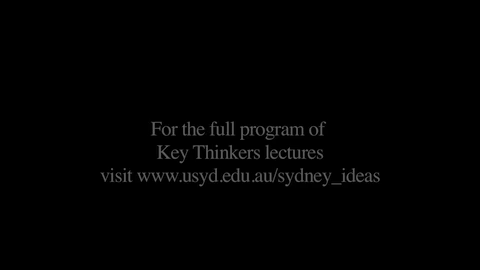 For the full program of
Key Thinkers lectures
visit www.usyd.edu.au/sydney_ideas